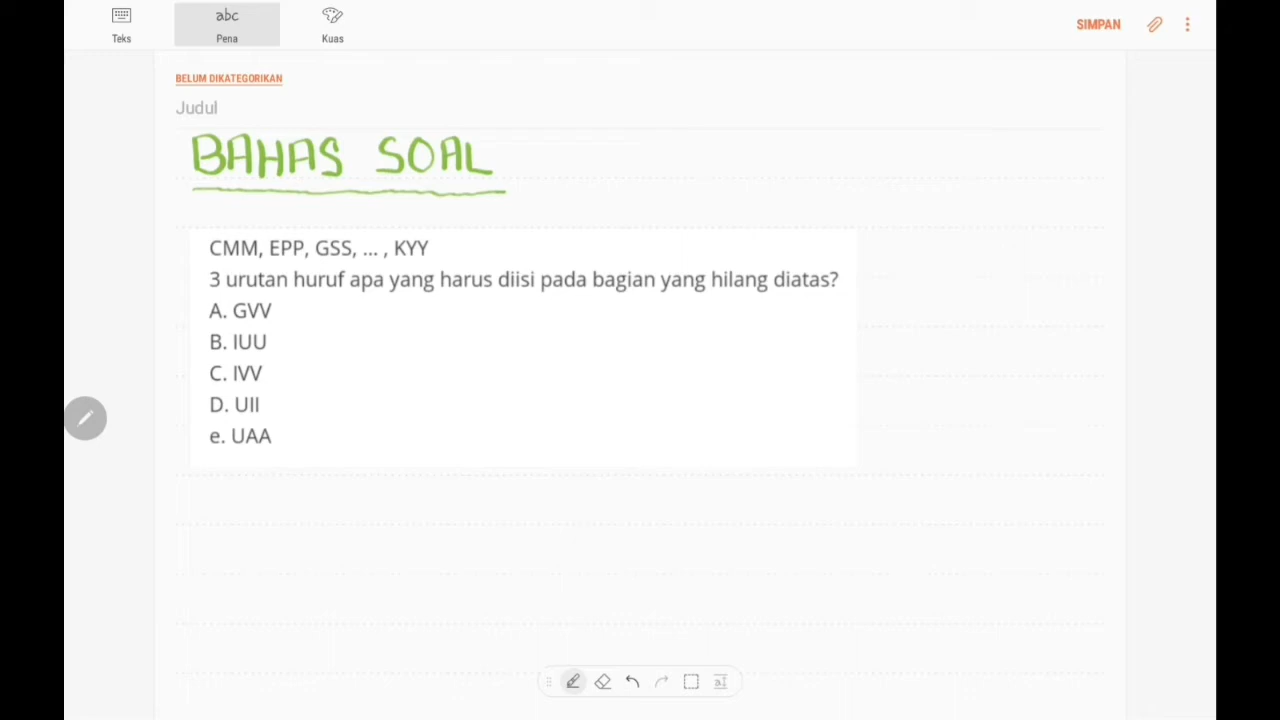 Teks
abc
Pena
Kuas
SIMPAN
BELUM DIKATEGORIKAN
Judul
BAHAS SOAL
CMM, EPP, GSS, ... , KYY
3 urutan huruf apa yang harus diisi pada bagian yang hilang diatas?
A. GVV
B. IUU
C. IVV
D. UII
e. UAA